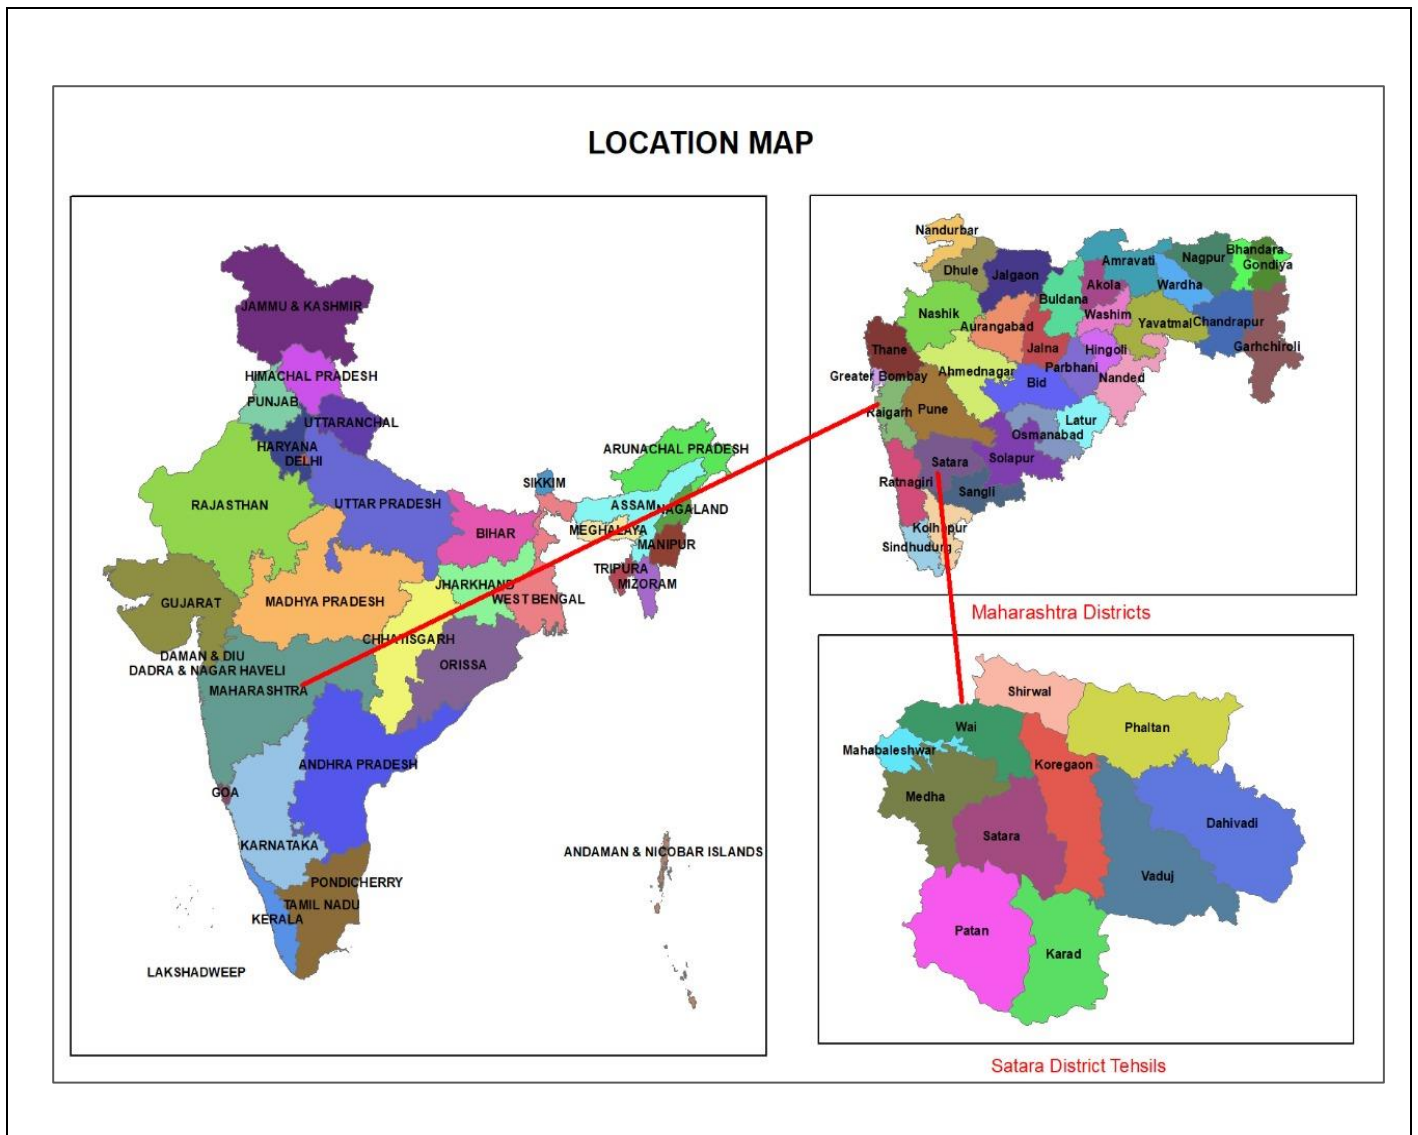 LOCATION MAP
JAMMU & KASHMIR
HIMACHAL PRADESH
PUNJAB
UTTARANCHAL
HARYANA
DELHI
RAJASTHAN
UTTAR PRADESH
BIHAR
SIKKIM
ARUNACHAL PRADESH
ASSAM
NAGALAND
MEGHALAYA
MANIPUR
TRIPURA
MIZORAM
GUJARAT
MADHYA PRADESH
JHARKHAND
WEST BENGAL
CHHATISGARH
ORISSA
DAMAN & DIU
DADRA & NAGAR HAVELI
MAHARASHTRA
ANDHRA PRADESH
GOA
KARNATAKA
ANDAMAN & NICOBAR ISLANDS
PONDICHERRY
TAMIL NADU
KERALA
LAKSHADWEEP
Nandurbar
Dhule
Jalgaon
Buldana
Akola
Amravati
Wardha
Nagpur
Bhandara
Gondiya
Nashik
Aurangabad
Jalna
Washim
Yavatmal
Chandrapur
Garhchiroli
Thane
Greater Bombay
Ahmednagar
Bid
Parbhani
Hingoli
Nanded
Raigarh
Pune
Osmanabad
Latur
Satara
Solapur
Ratnagiri
Sangli
Kolhapur
Sindhudurg
Maharashtra Districts
Shirwal
Wai
Phaltan
Mahabaleshwar
Koregaon
Medha
Satara
Dahivadi
Vaduj
Patan
Karad
Satara District Tehsils